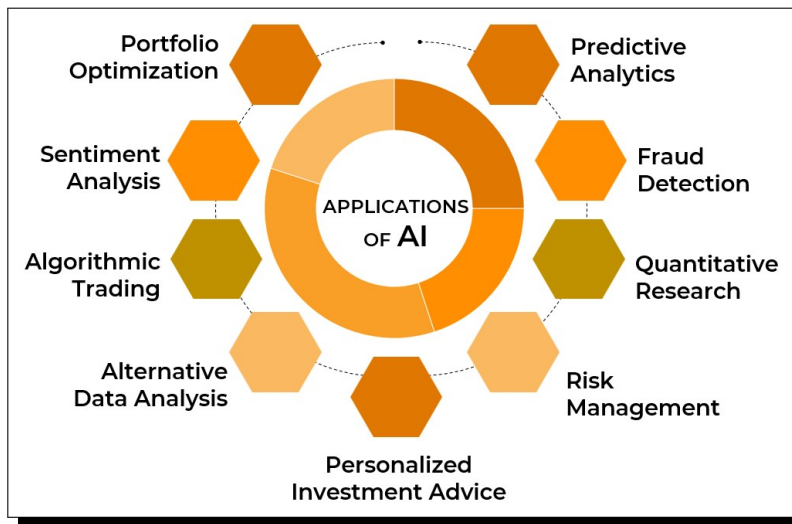 Portfolio
Optimization
Predictive
Analytics
Sentiment
Analysis
Fraud
Detection
APPLICATIONS
OF AI
Algorithmic
Trading
Quantitative
Research
Alternative
Data Analysis
Risk
Management
Personalized
Investment Advice